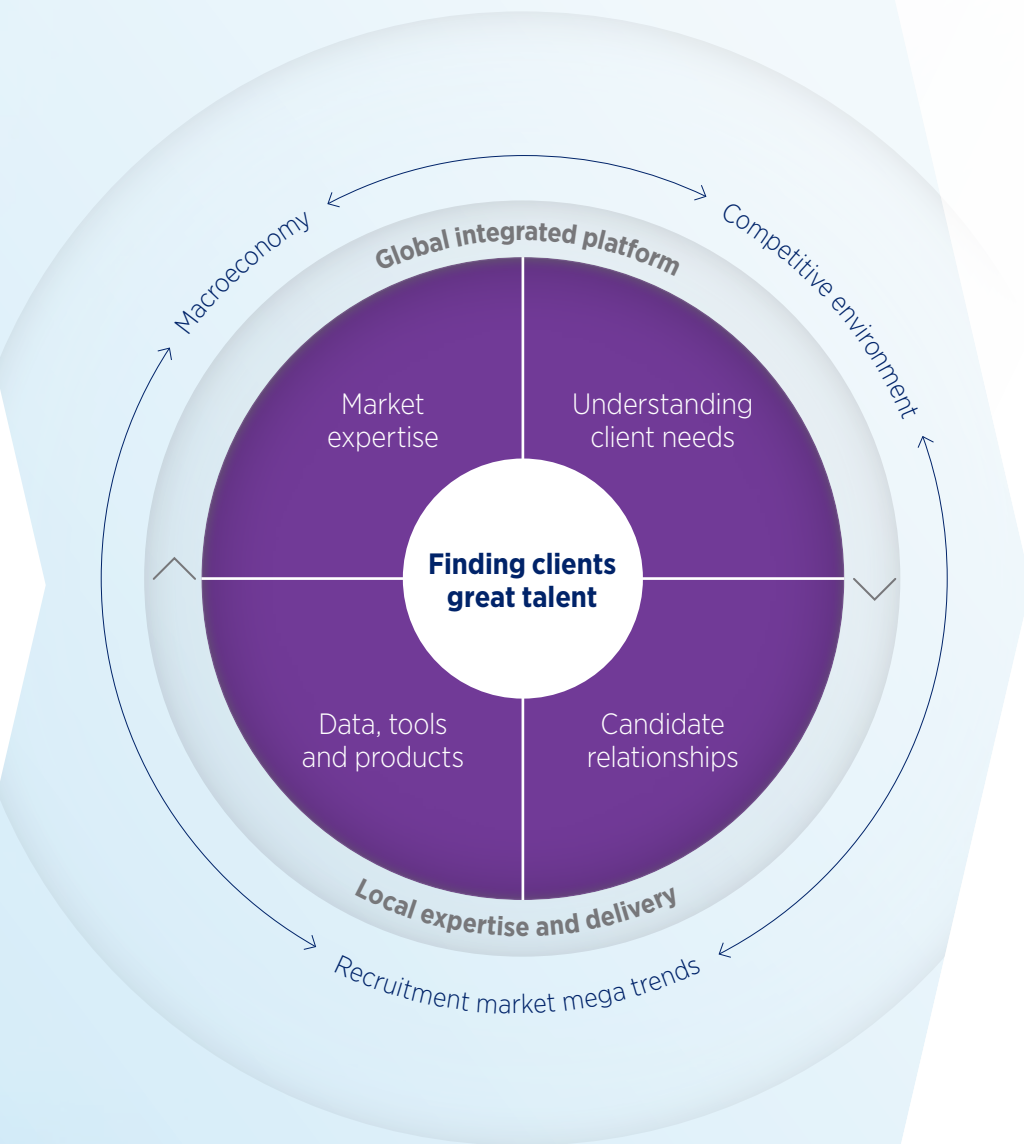 Macroeconomy
Competitive environment
Global integrated platform
Market
expertise
Understanding
client needs
Finding clients
great talent
Data, tools
and products
Candidate
relationships
Local expertise and delivery
Recruitment market mega trends